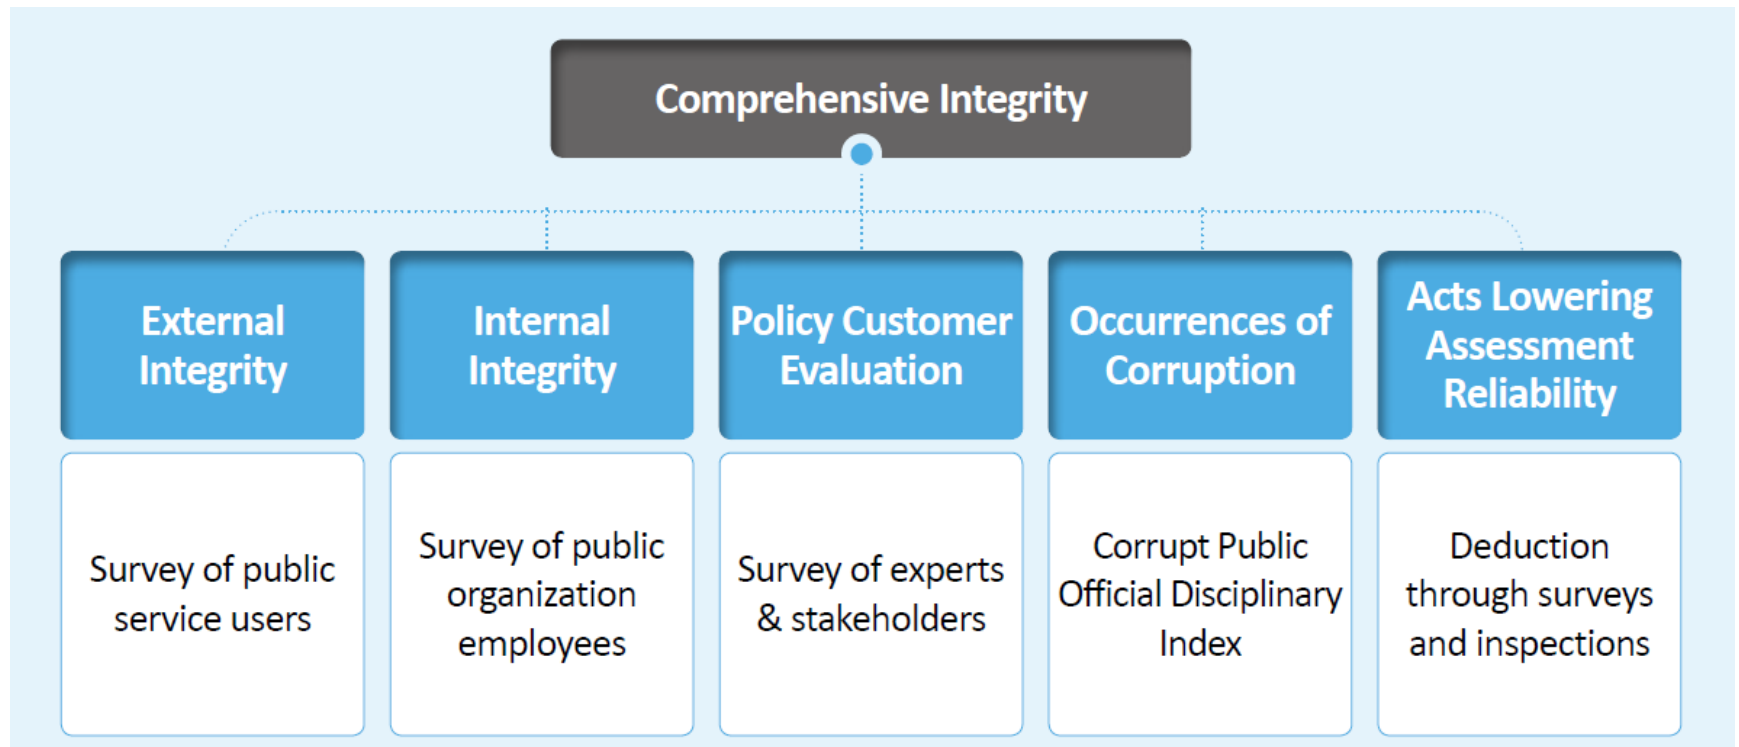 Comprehensive Integrity
External
Integrity
Internal
Integrity
Policy Customer
Evaluation
Occurrences of
Corruption
Acts Lowering
Assessment
Reliability
Survey of public
service users
Survey of public
organization
employees
Survey of experts
& stakeholders
Corrupt Public
Official Disciplinary
Index
Deduction
through surveys
and inspections